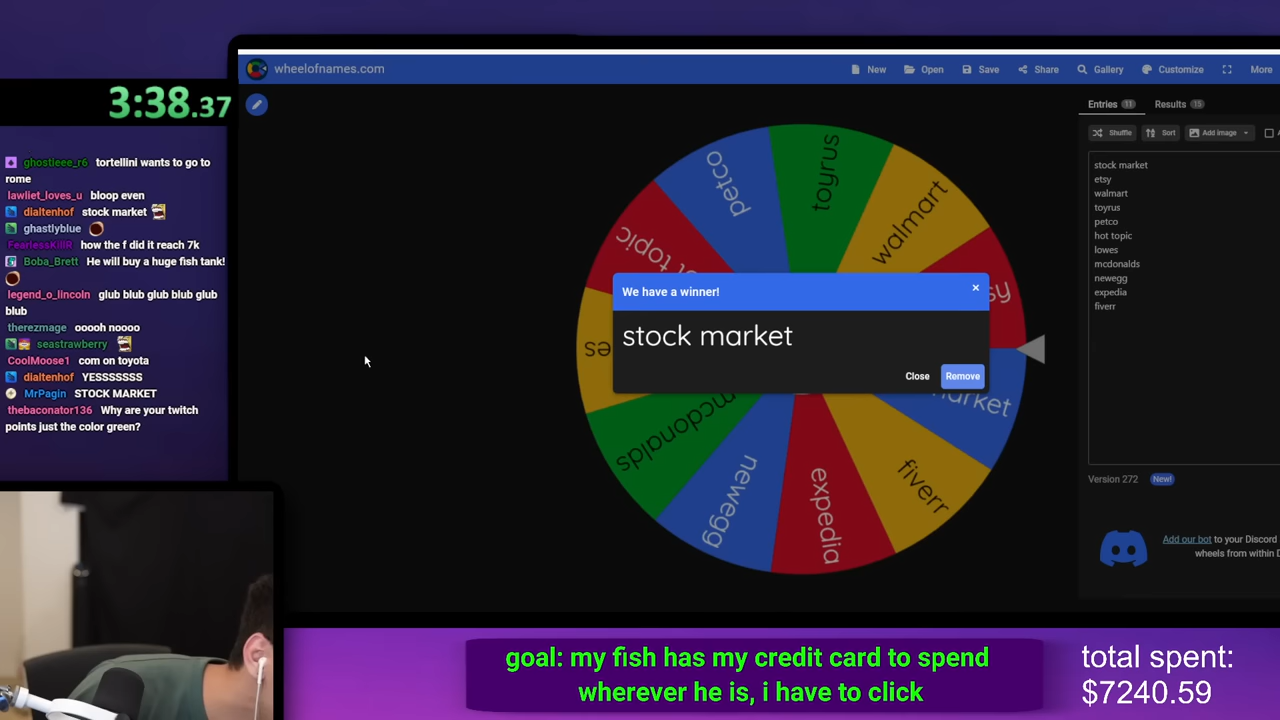 wheelofnames.com
New
Open
Save
Share
Gallery
Customize
More
3:38.37
ghostieee_r6 tortellini wants to go to
rome
lawliet_loves_u bloop even
dialtenhof stock market
ghastlyblue
FearlessKillR how the f did it reach 7k
Boba_Brett He will buy a huge fish tank!
legend_o_lincoln glub blub glub blub glub
blub
therezmage ooooh noooo
seastrawberry
CoolMoose1 com on toyota
dialtenhof YESSSSSSS
MrPagin STOCK MARKET
thebaconator136 Why are your twitch
points just the color green?
petco
toyrus
walmart
sy
arket
fiverr
expedia
newegg
mcdonalds
es
t topic
We have a winner!
×
stock market
Close
Remove
Entries 11
Results 15
Shuffle
Sort
Add image
stock market
etsy
walmart
toyrus
petco
hot topic
lowes
mcdonalds
newegg
expedia
fiverr
Version 272 New!
Add our bot to your Discord
wheels from within D
goal: my fish has my credit card to spend
wherever he is, i have to click
total spent:
$7240.59